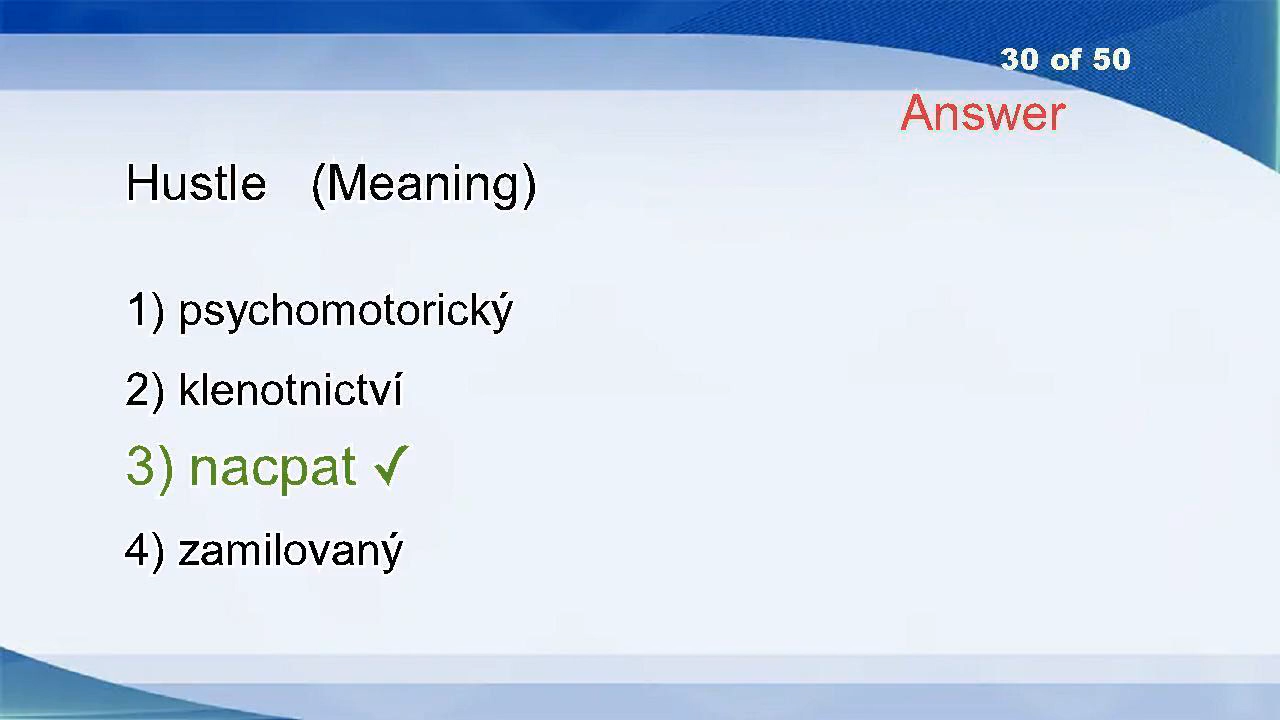 30 of 50
Answer
Hustle (Meaning)
1) psychomotorický
2) klenotnictví
3) nacpat ✓
4) zamilovaný